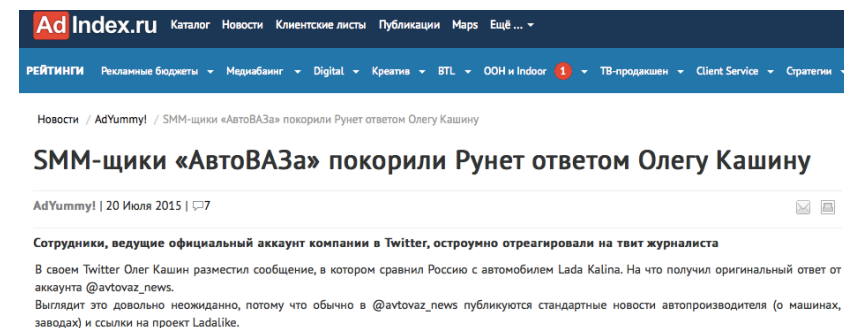 AdIndex.ru Каталог Новости Клиентские листы Публикации Maps Ещё ...
РЕЙТИНГИ Рекламные бюджеты Медиабаинг Digital Креатив BTL OOH и Indoor 1 ТВ-продакшен Client Service Стратегии
Новости / AdYummy! / SMM-щики «АвтоВАЗа» покорили Рунет ответом Олегу Кашину
SMM-щики «АвтоВАЗа» покорили Рунет ответом Олегу Кашину
AdYummy! | 20 Июля 2015 | 7
Сотрудники, ведущие официальный аккаунт компании в Twitter, остроумно отреагировали на твит журналиста
В своем Twitter Олег Кашин разместил сообщение, в котором сравнил Россию с автомобилем Lada Kalina. На что получил оригинальный ответ от
аккаунта @avtovaz_news.
Выглядит это довольно неожиданно, потому что обычно в @avtovaz_news публикуются стандартные новости автопроизводителя (о машинах,
заводах) и ссылки на проект Ladalike.